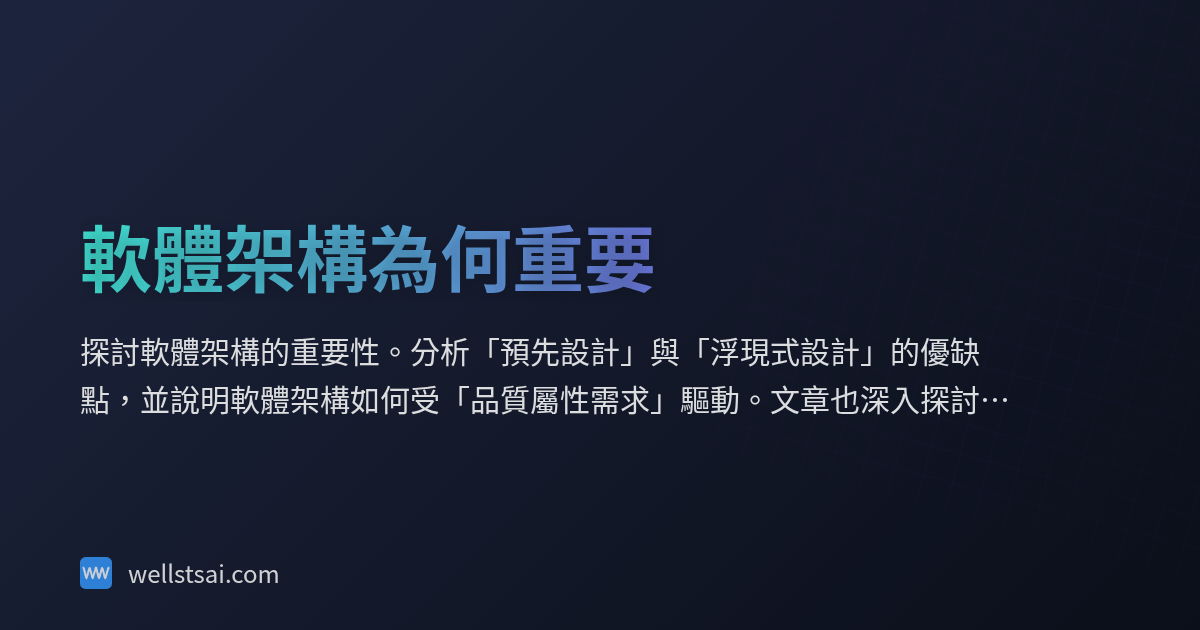 軟體架構為何重要
探討軟體架構的重要性。分析「預先設計」與「浮現式設計」的優缺
點，並說明軟體架構如何受「品質屬性需求」驅動。文章也深入探討…
wellstsai.com